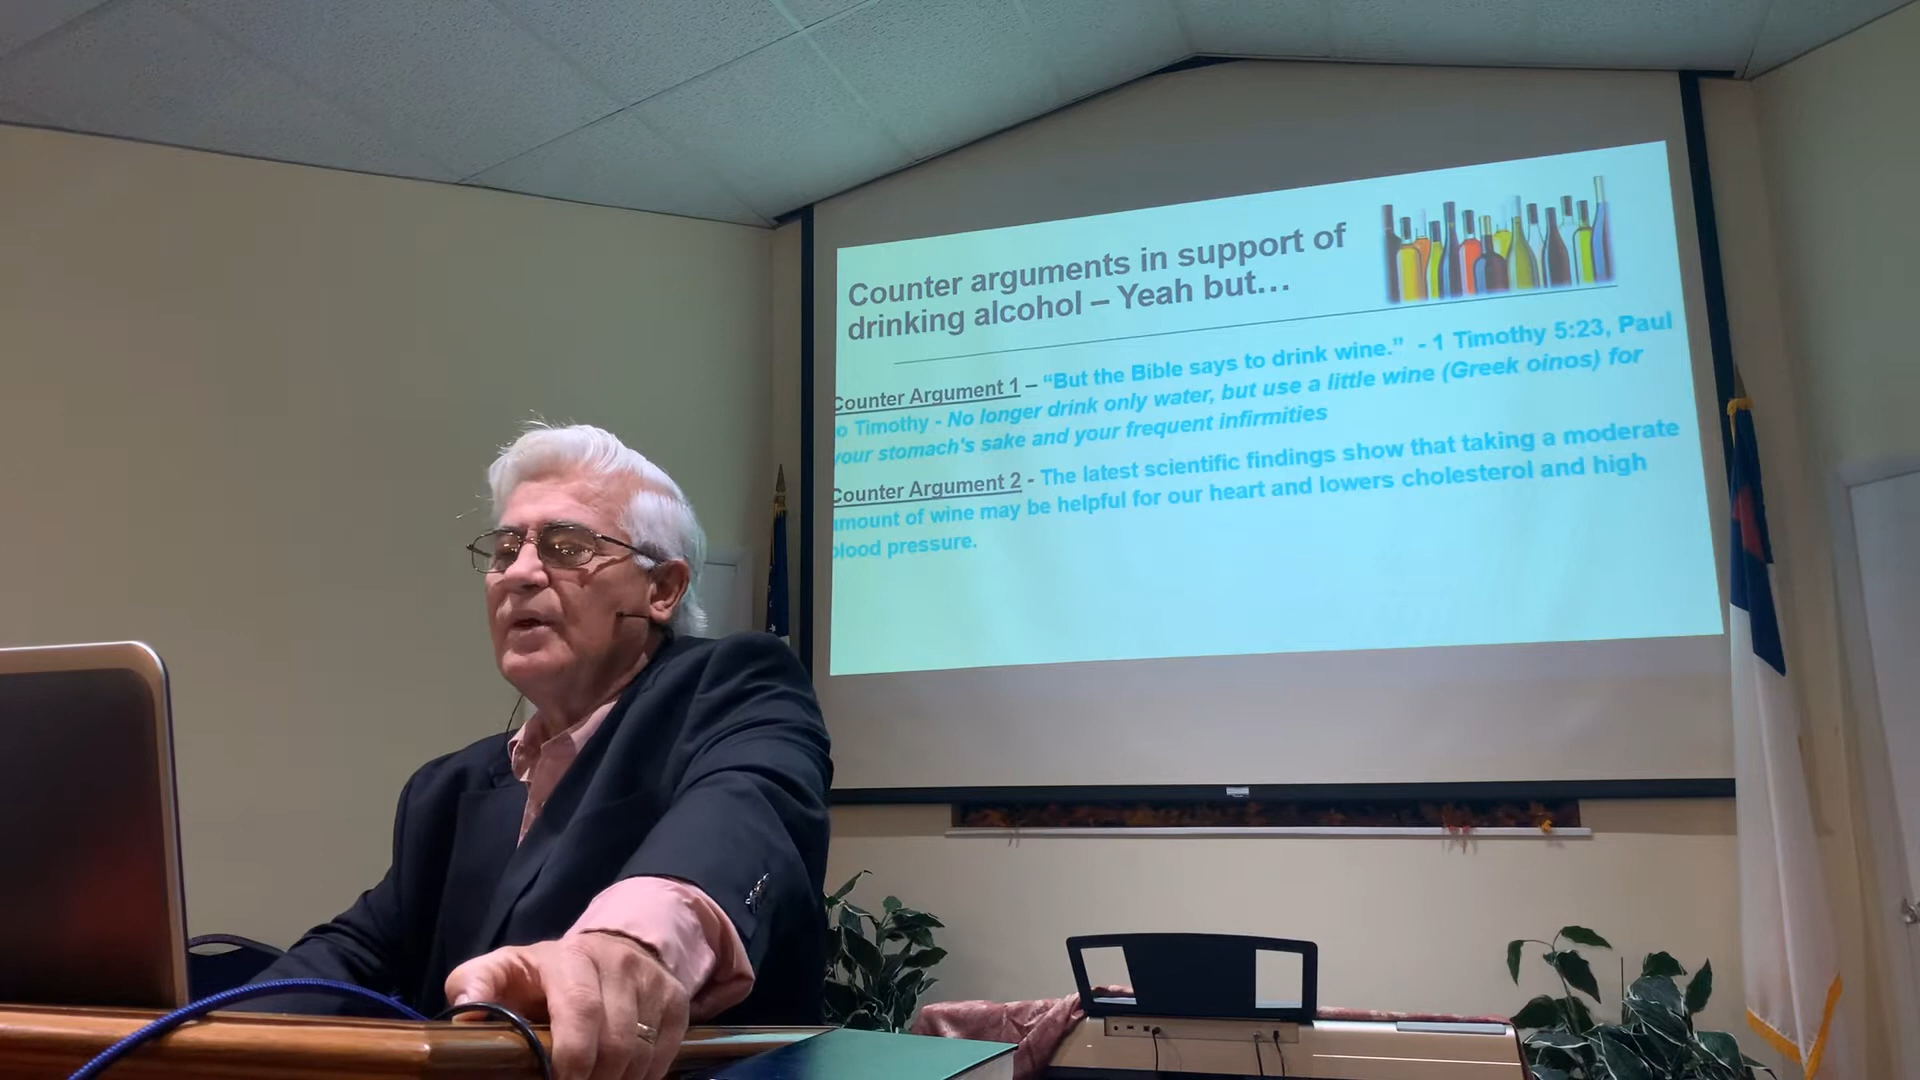 Counter arguments in support of
drinking alcohol – Yeah but…
Counter Argument 1 – “But the Bible says to drink wine.” - 1 Timothy 5:23, Paul
o Timothy - No longer drink only water, but use a little wine (Greek oinos) for
your stomach's sake and your frequent infirmities
Counter Argument 2 - The latest scientific findings show that taking a moderate
amount of wine may be helpful for our heart and lowers cholesterol and high
blood pressure.